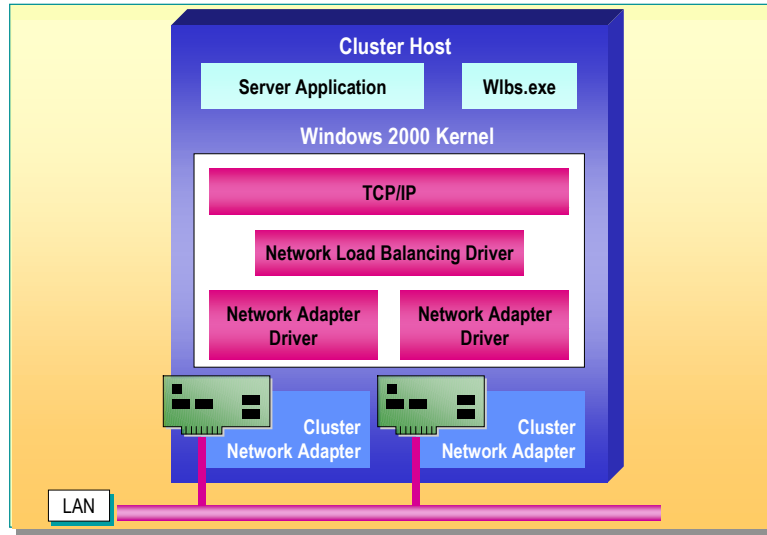 Cluster Host
Server Application
Wlbs.exe
Windows 2000 Kernel
TCP/IP
Network Load Balancing Driver
Network Adapter
Driver
Network Adapter
Driver
Cluster
Network Adapter
Cluster
Network Adapter
LAN